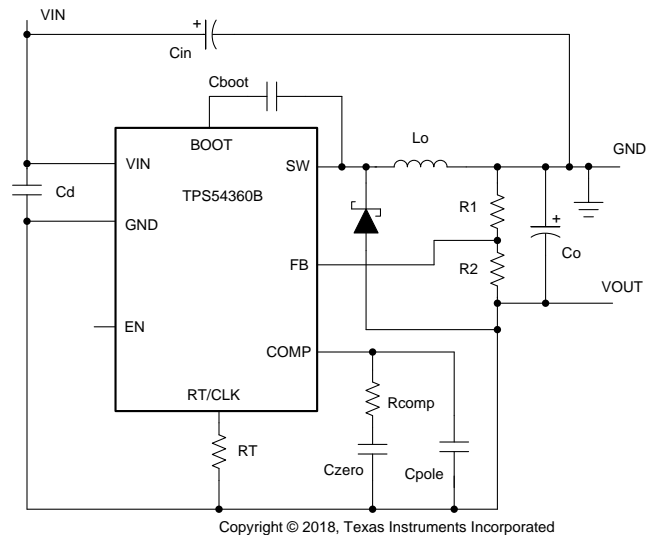 VIN
Cin
Cboot
BOOT
Lo
GND
VIN
SW
Cd
TPS54360B
R1
GND
Co
FB
R2
VOUT
EN
COMP
RT/CLK
Rcomp
RT
Czero
Cpole
Copyright © 2018, Texas Instruments Incorporated